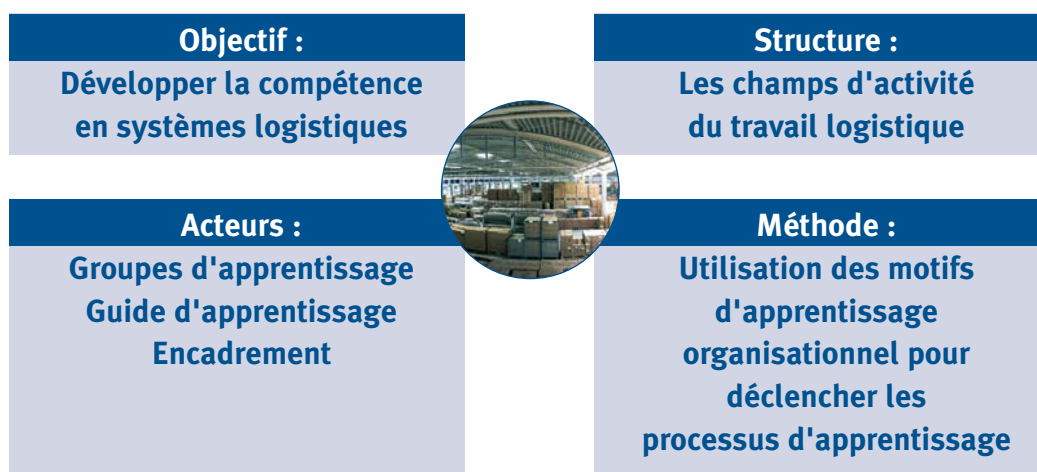 Objectif :
Développer la compétence
en systèmes logistiques
Structure :
Les champs d'activité
du travail logistique
Acteurs :
Groupes d'apprentissage
Guide d'apprentissage
Encadrement
Méthode :
Utilisation des motifs
d'apprentissage
organisationnel pour
déclencher les
processus d'apprentissage